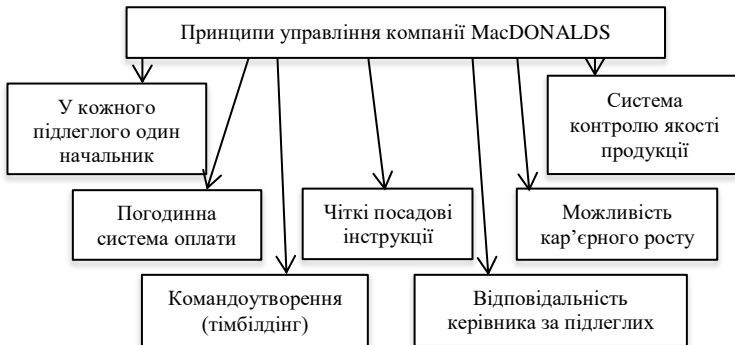 Принципи управління компанії MacDONALDS
У кожного
підлеглого один
начальник
Система
контролю якості
продукції
Погодинна
система оплати
Чіткі посадові
інструкції
Можливість
кар’єрного росту
Командоутворення
(тімбілдінг)
Відповідальність
керівника за підлеглих